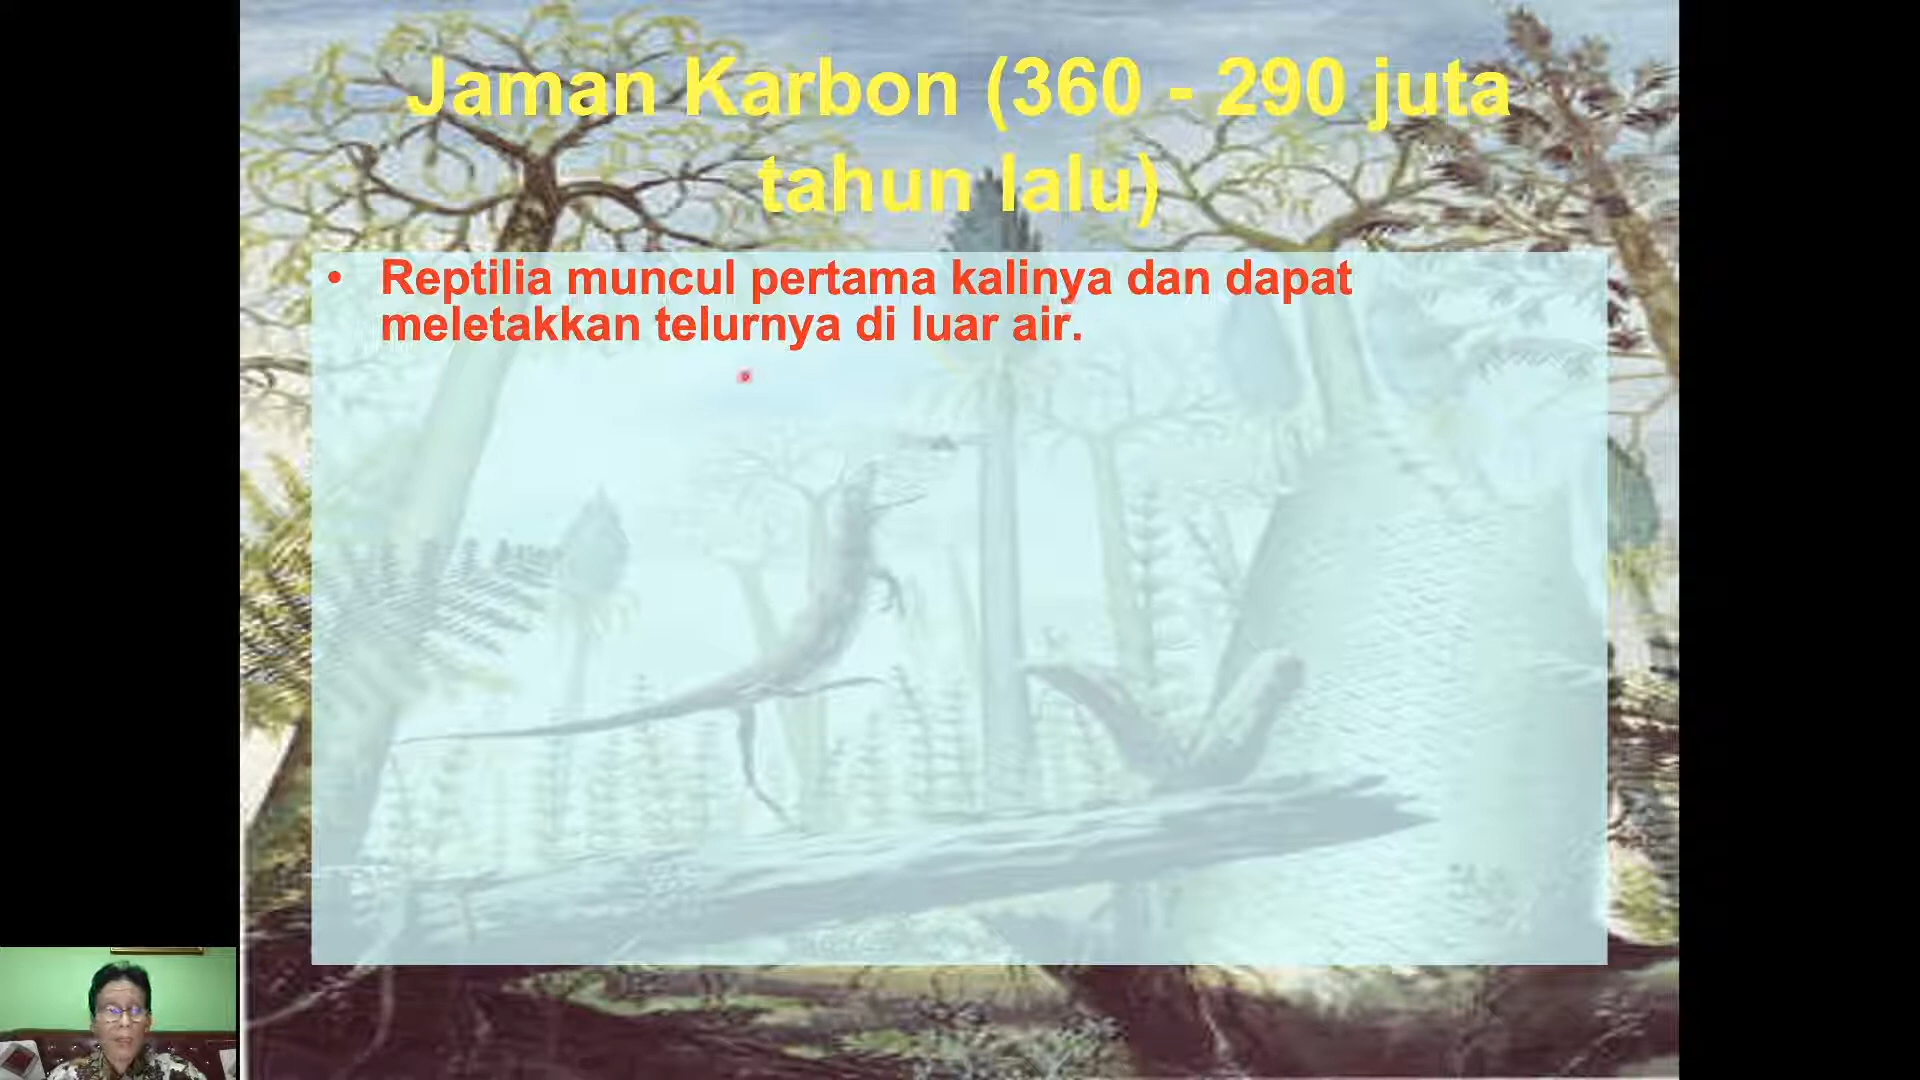 Jaman Karbon (360 - 290 juta
tahun lalu)
• Reptilia muncul pertama kalinya dan dapat
meletakkan telurnya di luar air.